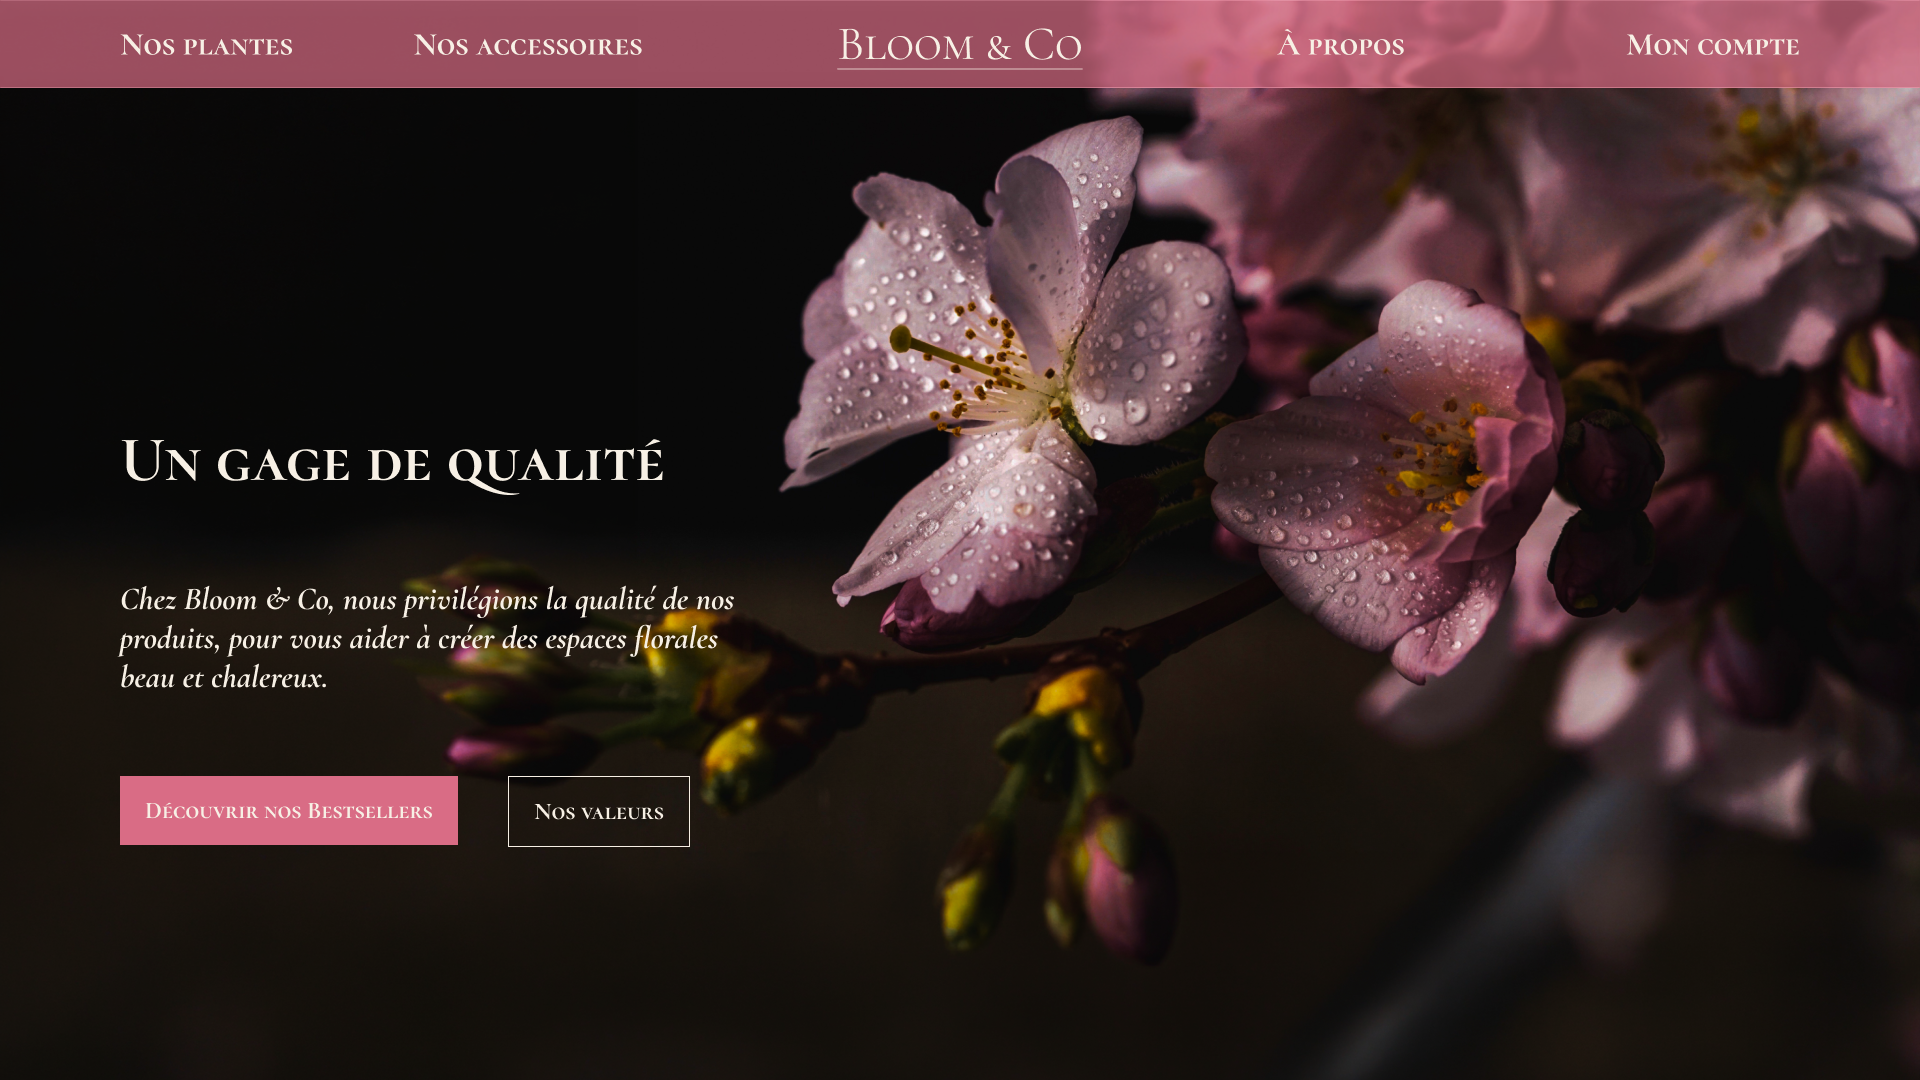 Nos plantes
Nos accessoires
Bloom & Co
À propos
Mon compte
Un gage de qualité
Chez Bloom & Co, nous privilégions la qualité de nos
produits, pour vous aider à créer des espaces florales
beau et chalereux.
Découvrir nos Bestsellers
Nos valeurs